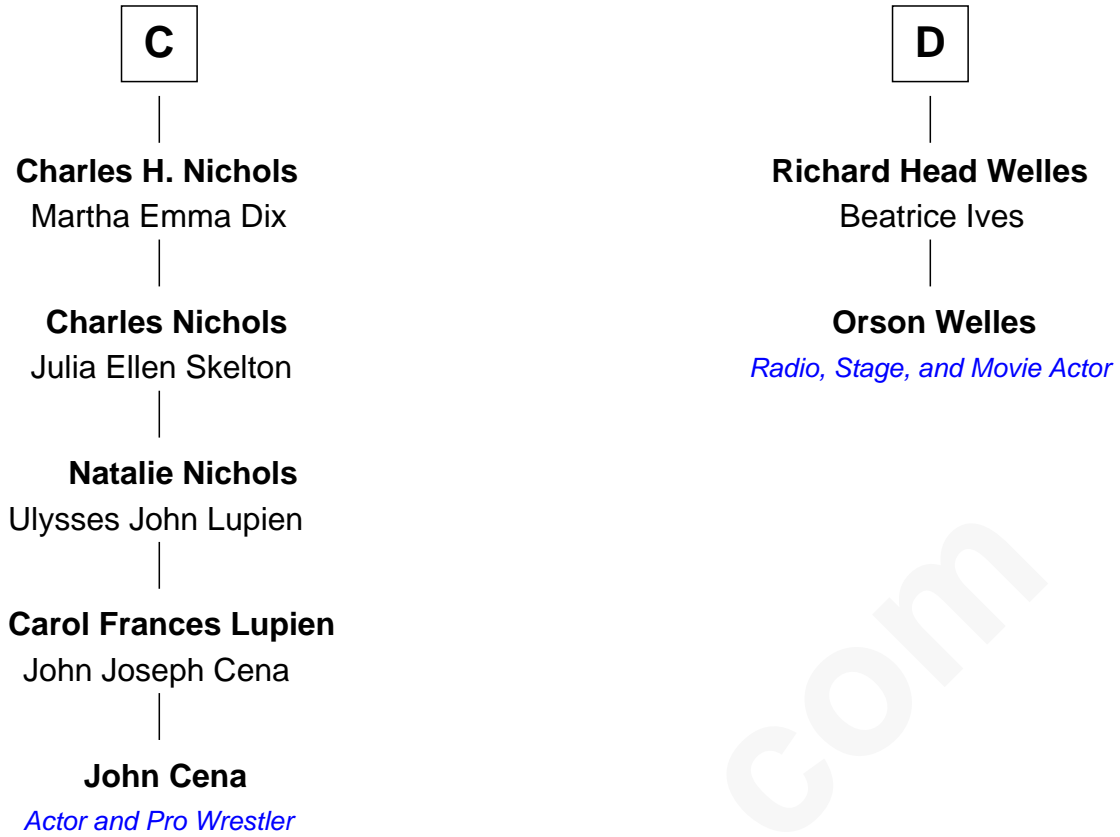 C
Charles H. Nichols
Martha Emma Dix
Charles Nichols
Julia Ellen Skelton
Natalie Nichols
Ulysses John Lupien
Carol Frances Lupien
John Joseph Cena
John Cena
Actor and Pro Wrestler
D
Richard Head Welles
Beatrice Ives
Orson Welles
Radio, Stage, and Movie Actor
com